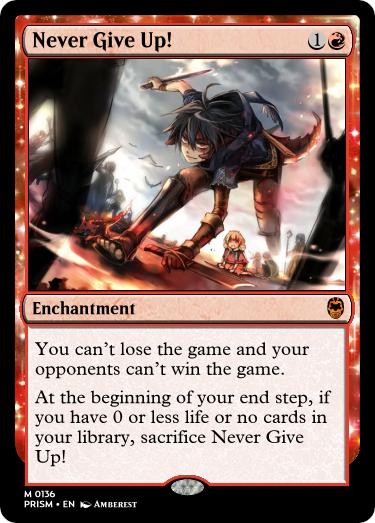 Never Give Up! 1
Enchantment
You can't lose the game and your
opponents can't win the game.
At the beginning of your end step, if
you have 0 or less life or no cards in
your library, sacrifice Never Give
Up!
M 0136
PRISM • EN Amberest